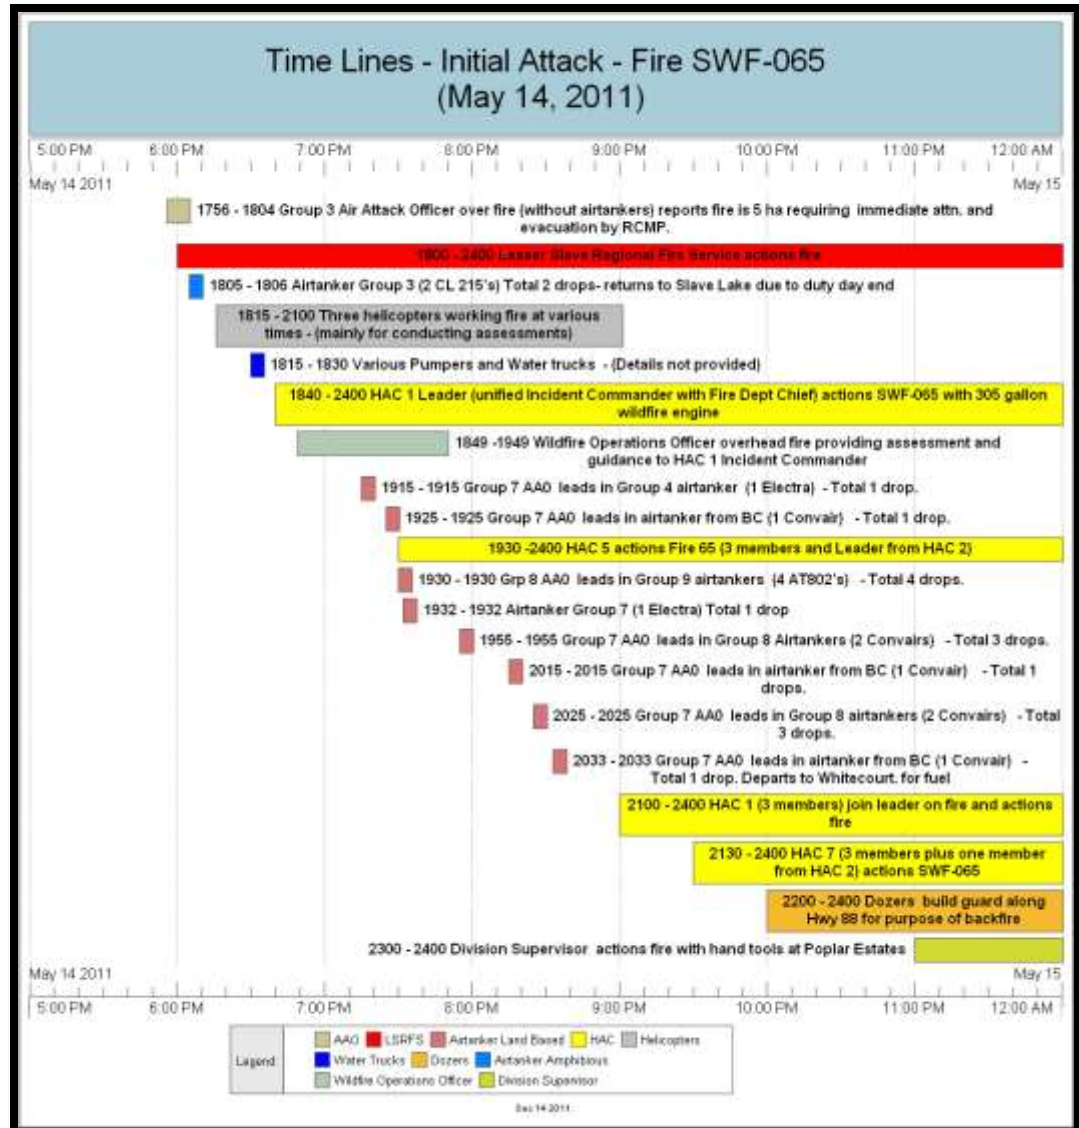 Time Lines - Initial Attack - Fire SWF-065
(May 14, 2011)
5:00 PM 6:00 PM 7:00 PM 8:00 PM 9:00 PM 10:00 PM 11:00 PM 12:00 AM
May 14 2011 May 15
1756 - 1804 Group 3 Air Attack Officer over fire (without airtankers) reports fire is 5 ha requiring immediate attn. and
evacuation by RCMP.
1800 - 2400 Lesser Slave Regional Fire Service actions fire
1805 - 1806 Airtanker Group 3 (2 CL 215's) Total 2 drops- returns to Slave Lake due to duty day end
1815 - 2100 Three helicopters working fire at various
times - (mainly for conducting assessments)
1815 - 1830 Various Pumpers and Water trucks - (Details not provided)
1840 - 2400 HAC 1 Leader (unified Incident Commander with Fire Dept Chief) actions SWF-065 with 305 gallon
wildfire engine
1849 -1949 Wildfire Operations Officer overhead fire providing assessment and
guidance to HAC 1 Incident Commander
1915 - 1915 Group 7 AA0 leads in Group 4 airtanker (1 Electra) - Total 1 drop.
1925 - 1925 Group 7 AA0 leads in airtanker from BC (1 Convair) - Total 1 drop.
1930 -2400 HAC 5 actions Fire 65 (3 members and Leader from HAC 2)
1930 - 1930 Grp 8 AA0 leads in Group 9 airtankers (4 AT802's) - Total 4 drops.
1932 - 1932 Airtanker Group 7 (1 Electra) Total 1 drop
1955 - 1955 Group 7 AA0 leads in Group 8 Airtankers (2 Convairs) - Total 3 drops.
2015 - 2015 Group 7 AA0 leads in airtanker from BC (1 Convair) - Total 1
drops.
2025 - 2025 Group 7 AA0 leads in Group 8 airtankers (2 Convairs) - Total
3 drops.
2033 - 2033 Group 7 AA0 leads in airtanker from BC (1 Convair) -
Total 1 drop. Departs to Whitecourt. for fuel
2100 - 2400 HAC 1 (3 members) join leader on fire and actions
fire
2130 - 2400 HAC 7 (3 members plus one member
from HAC 2) actions SWF-065
2200 - 2400 Dozers build guard along
Hwy 88 for purpose of backfire
2300 - 2400 Division Supervisor actions fire with hand tools at Poplar Estates
May 14 2011 May 15
5:00 PM 6:00 PM 7:00 PM 8:00 PM 9:00 PM 10:00 PM 11:00 PM 12:00 AM
Legend
AAO LSRFS Airtanker Land Based HAC Helicopters
Water Trucks Dozers Airtanker Amphibious
Wildfire Operations Officer Division Supervisor
Dec 14 2011